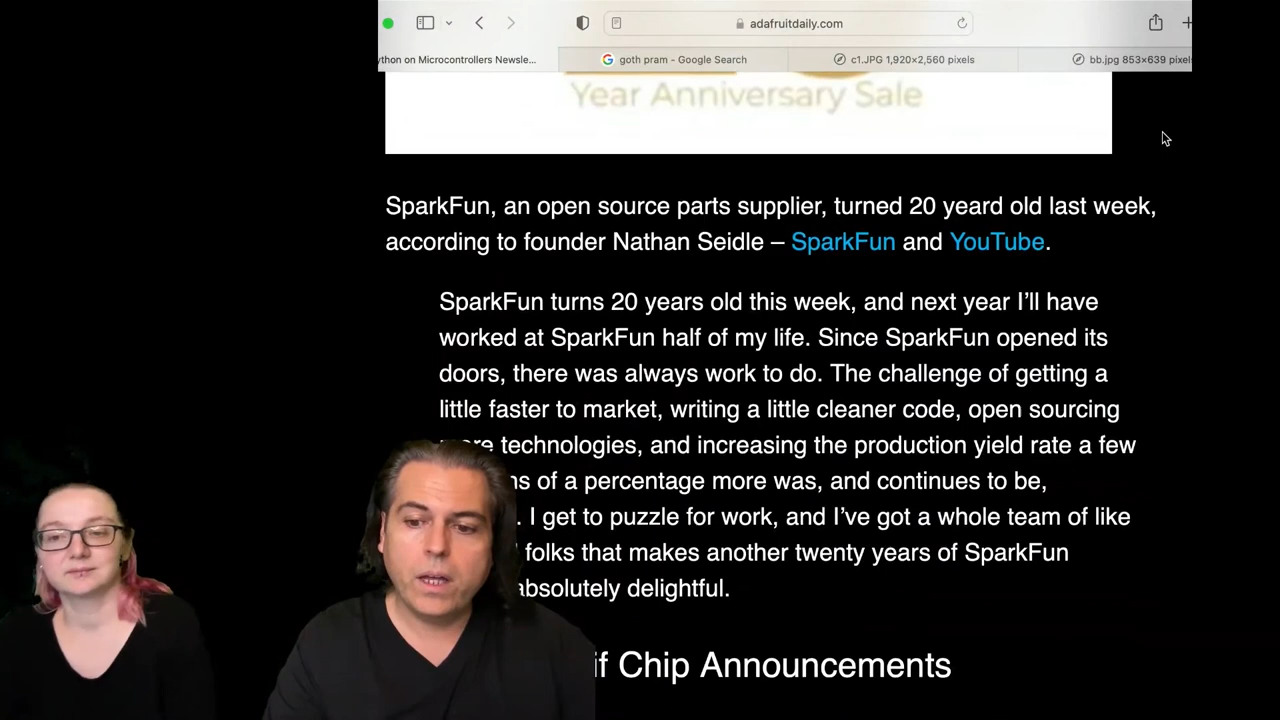 adafruitdaily.com
ython on Microcontrollers Newsle...
goth pram - Google Search
c1.JPG 1,920×2,560 pixels
bb.jpg 853×639 pixels
Year Anniversary Sale
SparkFun, an open source parts supplier, turned 20 yeard old last week,
according to founder Nathan Seidle – SparkFun and YouTube.
SparkFun turns 20 years old this week, and next year I’ll have
worked at SparkFun half of my life. Since SparkFun opened its
doors, there was always work to do. The challenge of getting a
little faster to market, writing a little cleaner code, open sourcing
more technologies, and increasing the production yield rate a few
ns of a percentage more was, and continues to be,
. I get to puzzle for work, and I’ve got a whole team of like
folks that makes another twenty years of SparkFun
absolutely delightful.
if Chip Announcements